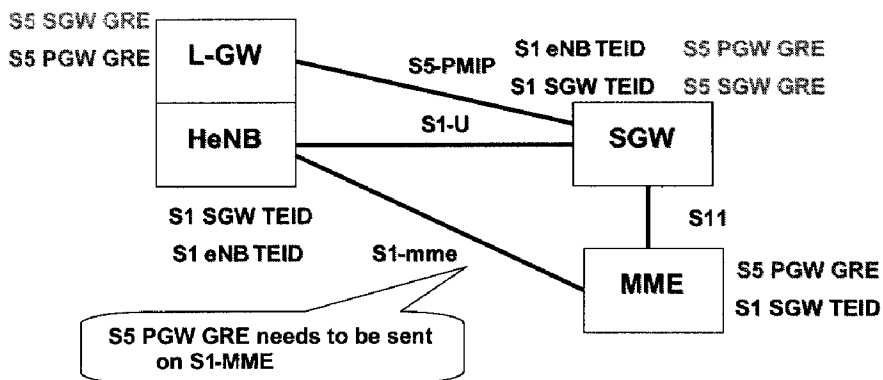 S5 SGW GRE
S5 PGW GRE
L-GW
HeNB
S5-PMIP
S1-U
S1 eNB TEID S5 PGW GRE
S1 SGW TEID S5 SGW GRE
SGW
S1 SGW TEID
S1 eNB TEID
S1-mme
S11
MME
S5 PGW GRE
S1 SGW TEID
S5 PGW GRE needs to be sent
on S1-MME